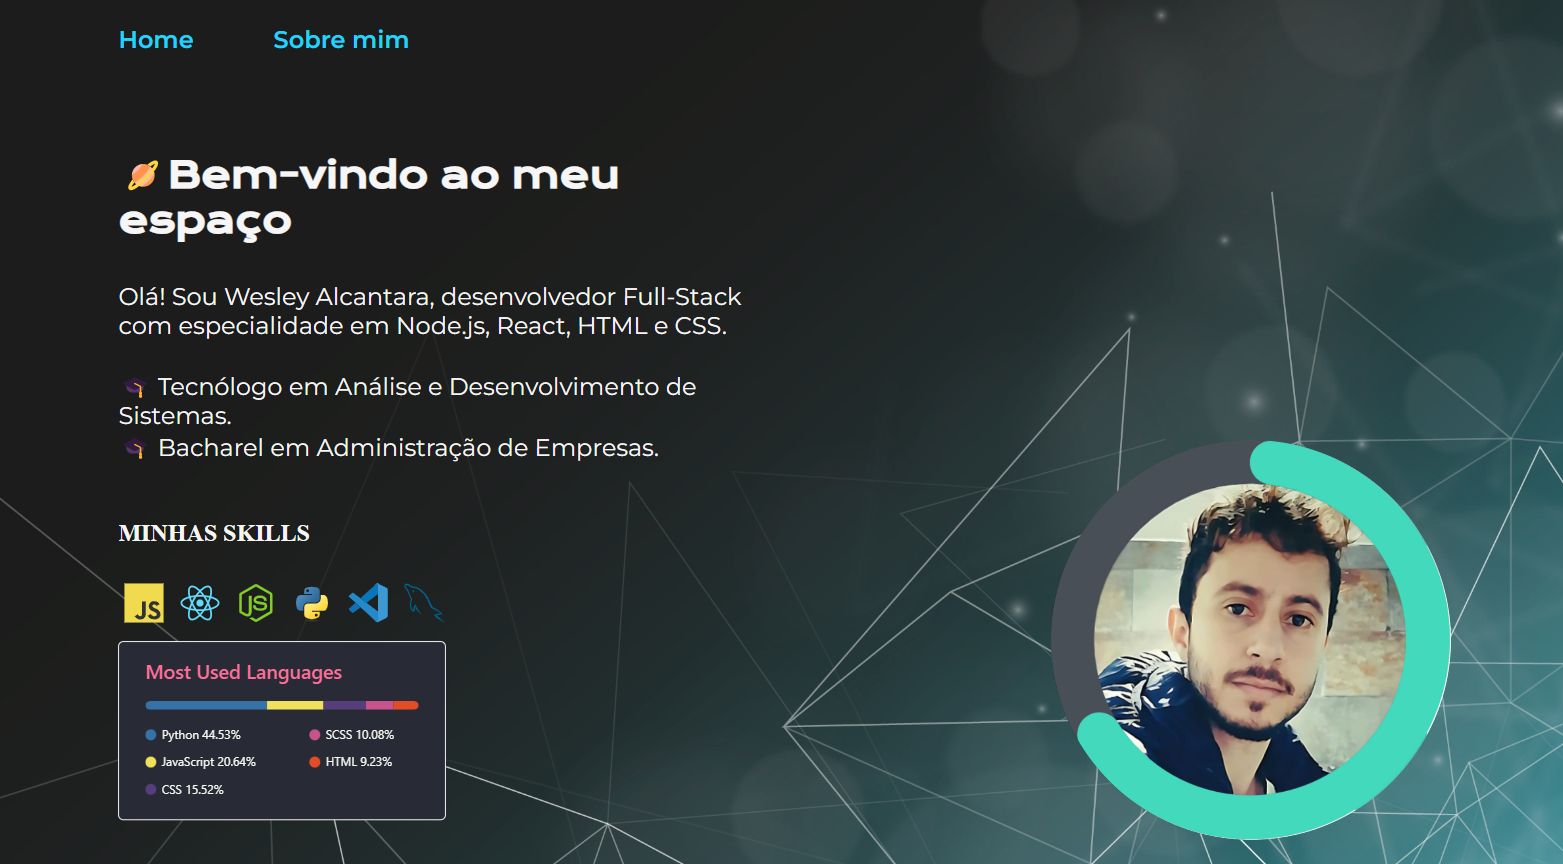 Home Sobre mim
🪐 Bem-vindo ao meu
espaço
Olá! Sou Wesley Alcantara, desenvolvedor Full-Stack
com especialidade em Node.js, React, HTML e CSS.
🎓 Tecnólogo em Análise e Desenvolvimento de
Sistemas.
🎓 Bacharel em Administração de Empresas.
MINHAS SKILLS
JS JS
Most Used Languages
Python 44.53% SCSS 10.08%
JavaScript 20.64% HTML 9.23%
CSS 15.52%